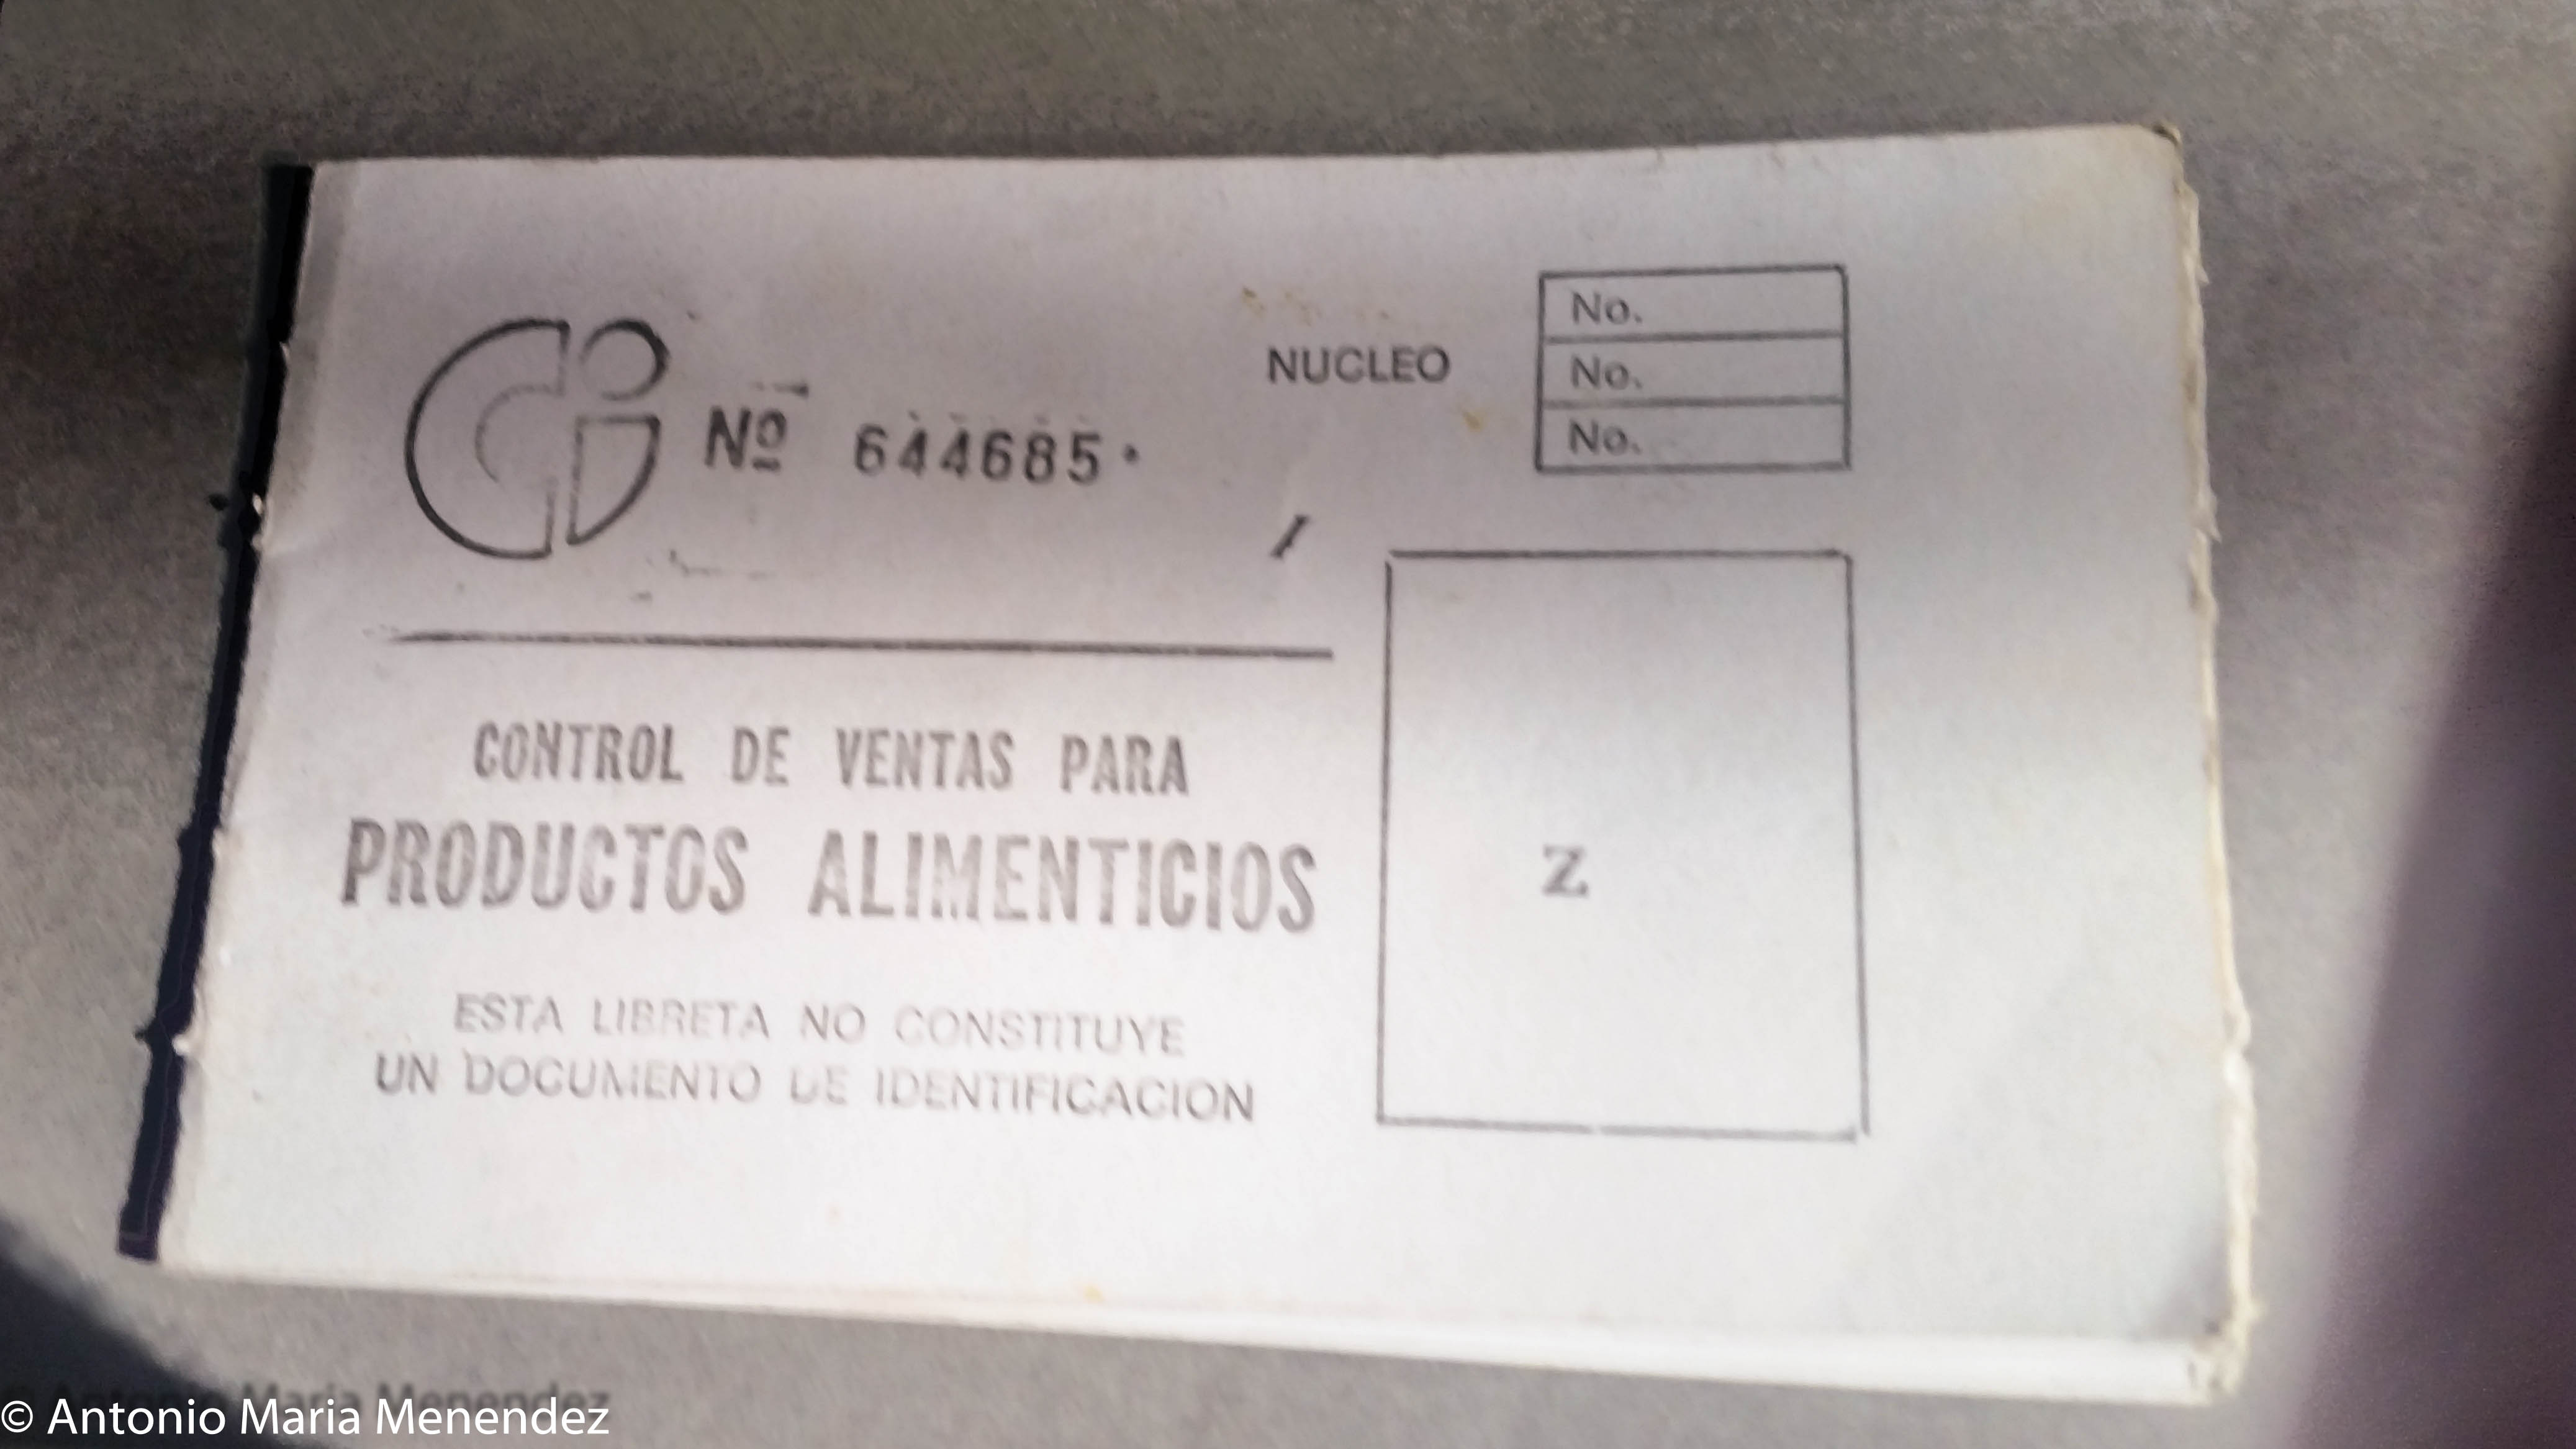 CI
Nº 644685
NUCLEO
No.
No.
No.
CONTROL DE VENTAS PARA
PRODUCTOS ALIMENTICIOS
ESTA LIBRETA NO CONSTITUYE
UN DOCUMENTO DE IDENTIFICACION
Z
© Antonio Maria Menendez